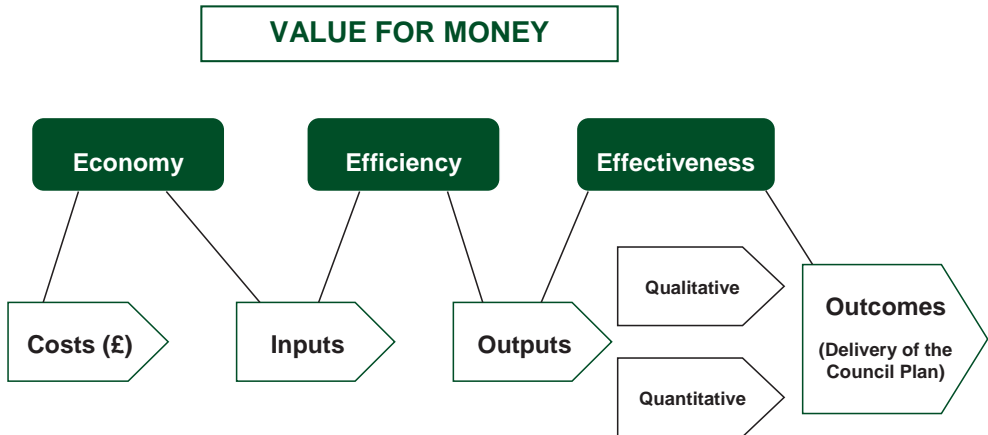 VALUE FOR MONEY
Economy
Efficiency
Effectiveness
Costs (£)
Inputs
Outputs
Qualitative
Quantitative
Outcomes
(Delivery of the
Council Plan)